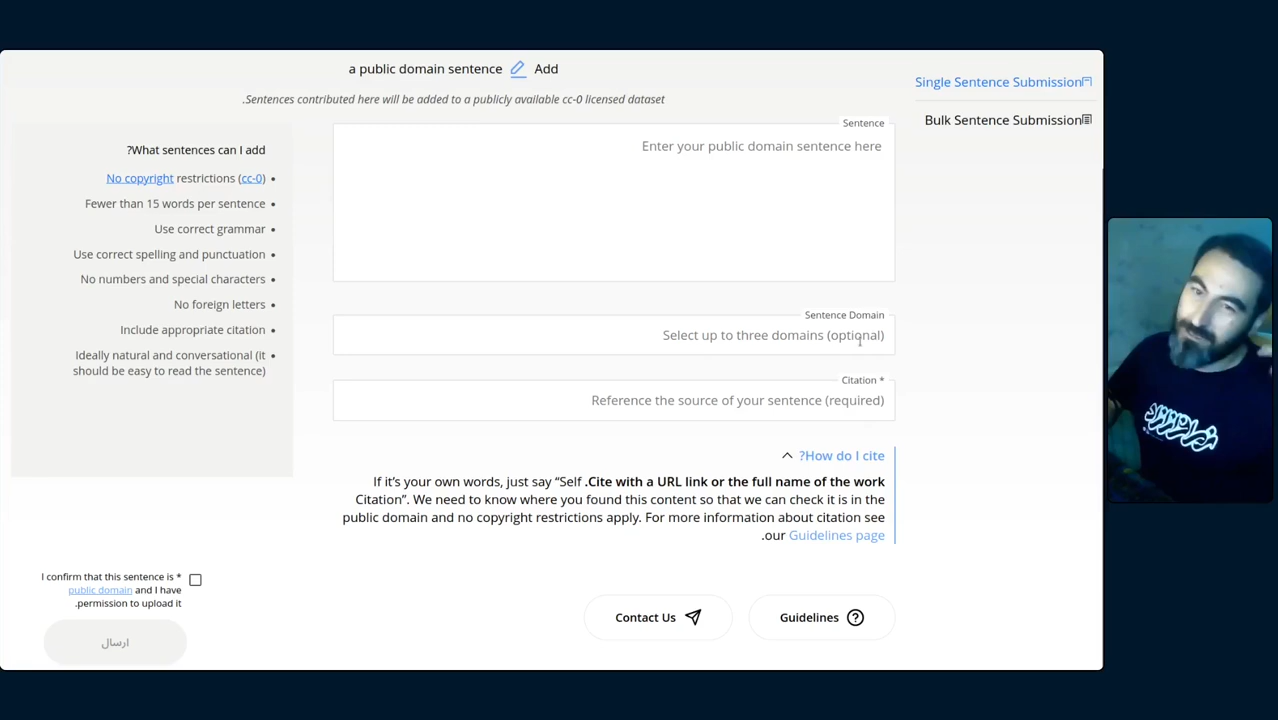 a public domain sentence Add
.Sentences contributed here will be added to a publicly available cc-0 licensed dataset
Single Sentence Submission
Bulk Sentence Submission
Sentence
Enter your public domain sentence here
Sentence Domain
Select up to three domains (optional)
Citation *
Reference the source of your sentence (required)
?How do I cite
If it’s your own words, just say “Self .Cite with a URL link or the full name of the work
Citation”. We need to know where you found this content so that we can check it is in the
public domain and no copyright restrictions apply. For more information about citation see
.our Guidelines page
?What sentences can I add
No copyright restrictions (cc-0) •
Fewer than 15 words per sentence •
Use correct grammar •
Use correct spelling and punctuation •
No numbers and special characters •
No foreign letters •
Include appropriate citation •
Ideally natural and conversational (it •
should be easy to read the sentence)
I confirm that this sentence is *
public domain and I have
.permission to upload it
ارسال
Contact Us
Guidelines